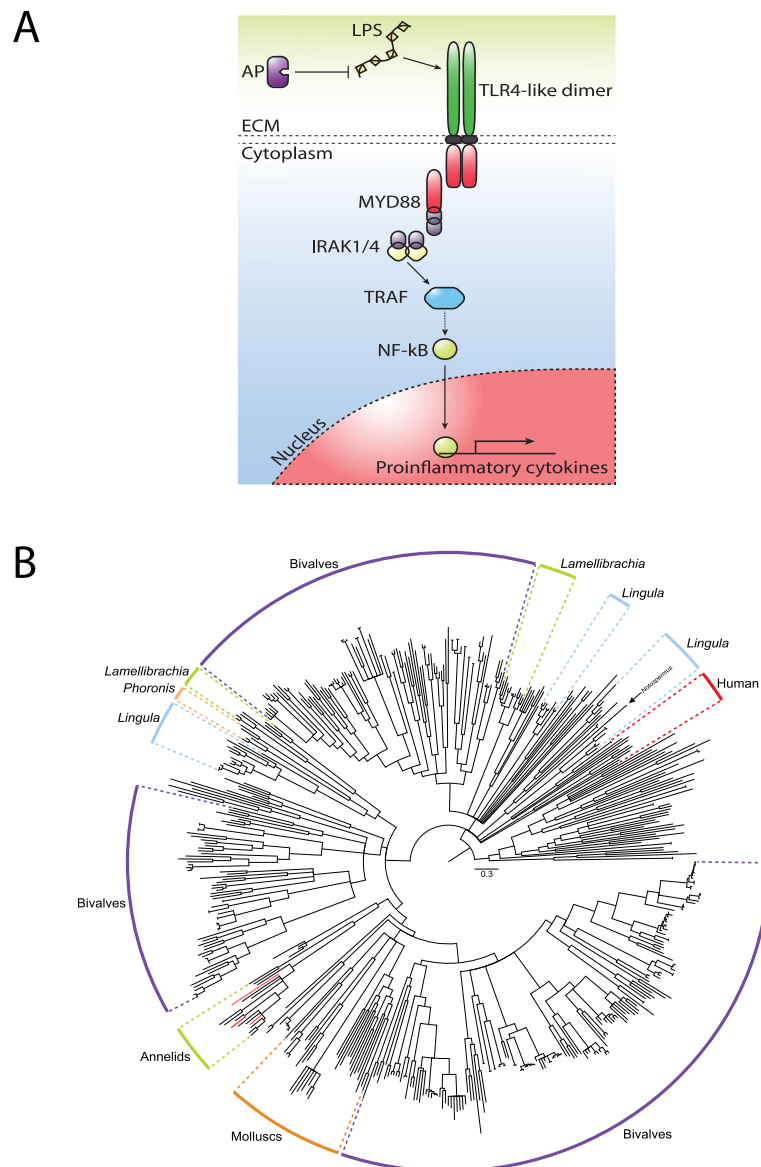 A
LPS
AP
TLR4-like dimer
ECM
Cytoplasm
MYD88
IRAK1/4
TRAF
NF-kB
Nucleus
Proinflammatory cytokines
B
Bivalves
Lamellibrachia
Lingula
Lingula
Notospermus
Human
Lamellibrachia
Phoronis
Lingula
0.3
Bivalves
Annelids
Molluscs
Bivalves